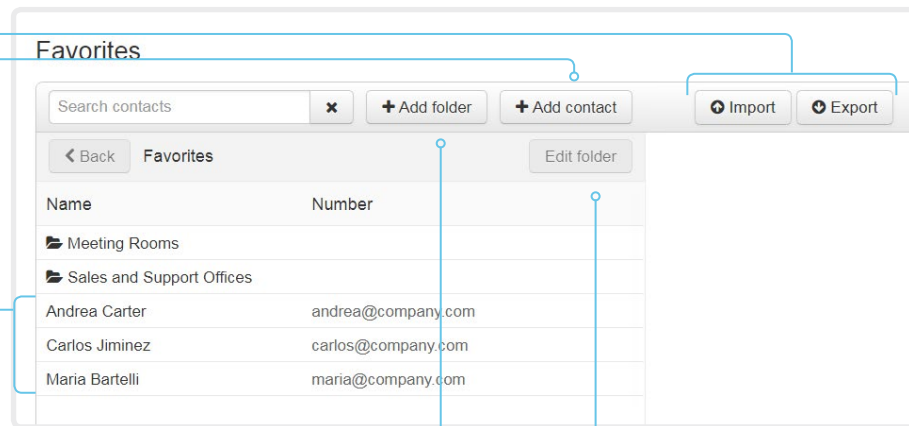 Favorites
Search contacts
Add folder
Add contact
Import
Export
Back
Favorites
Edit folder
Name Number
Meeting Rooms
Sales and Support Offices
Andrea Carter andrea@company.com
Carlos Jiminez carlos@company.com
Maria Bartelli maria@company.com